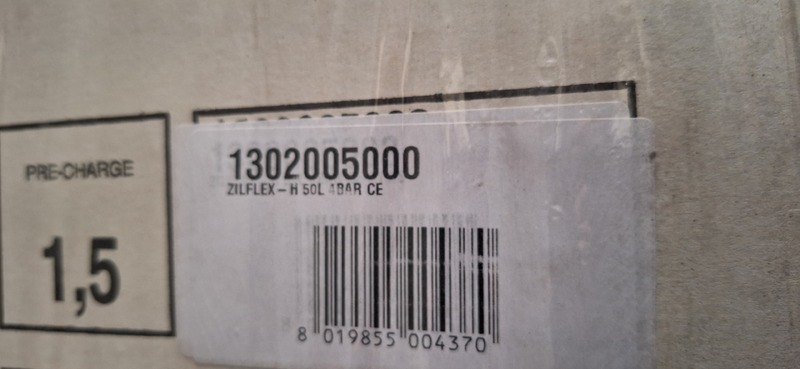 PRE-CHARGE
1,5
1302005000
ZILFLEX-H 50L 4BAR CE
8 019855 004370